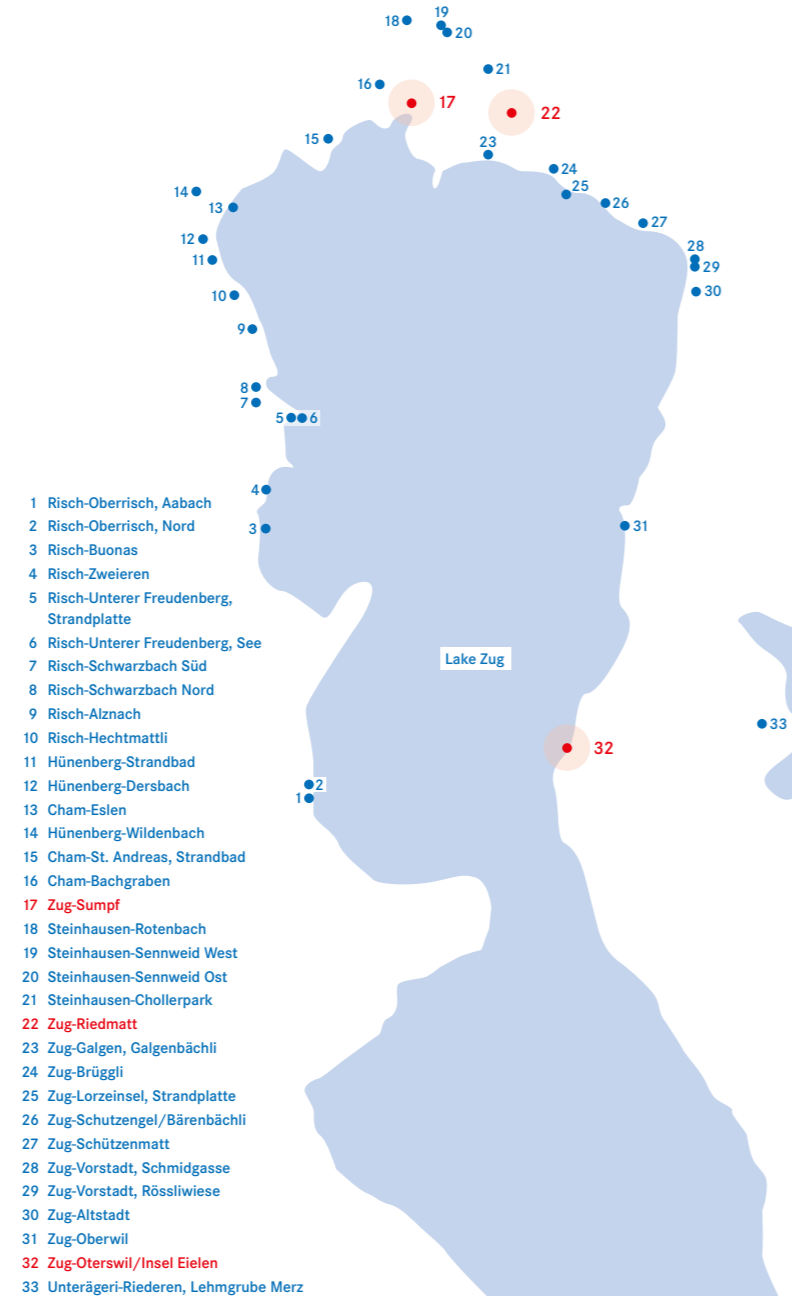 19
18
20
21
16
17
22
15
23
24
25
14
26
13
27
12
28
11
29
30
10
9
8
7
5 6
4
3
31
Lake Zug
33
32
2
1
1 Risch-Oberrisch, Aabach
2 Risch-Oberrisch, Nord
3 Risch-Buonas
4 Risch-Zweieren
5 Risch-Unterer Freudenberg,
Strandplatte
6 Risch-Unterer Freudenberg, See
7 Risch-Schwarzbach Süd
8 Risch-Schwarzbach Nord
9 Risch-Alznach
10 Risch-Hechtmattli
11 Hünenberg-Strandbad
12 Hünenberg-Dersbach
13 Cham-Eslen
14 Hünenberg-Wildenbach
15 Cham-St. Andreas, Strandbad
16 Cham-Bachgraben
17 Zug-Sumpf
18 Steinhausen-Rotenbach
19 Steinhausen-Sennweid West
20 Steinhausen-Sennweid Ost
21 Steinhausen-Chollerpark
22 Zug-Riedmatt
23 Zug-Galgen, Galgenbächli
24 Zug-Brüggli
25 Zug-Lorzeinsel, Strandplatte
26 Zug-Schutzengel/Bärenbächli
27 Zug-Schützenmatt
28 Zug-Vorstadt, Schmidgasse
29 Zug-Vorstadt, Rössliwiese
30 Zug-Altstadt
31 Zug-Oberwil
32 Zug-Oterswil/Insel Eielen
33 Unterägeri-Riederen, Lehmgrube Merz